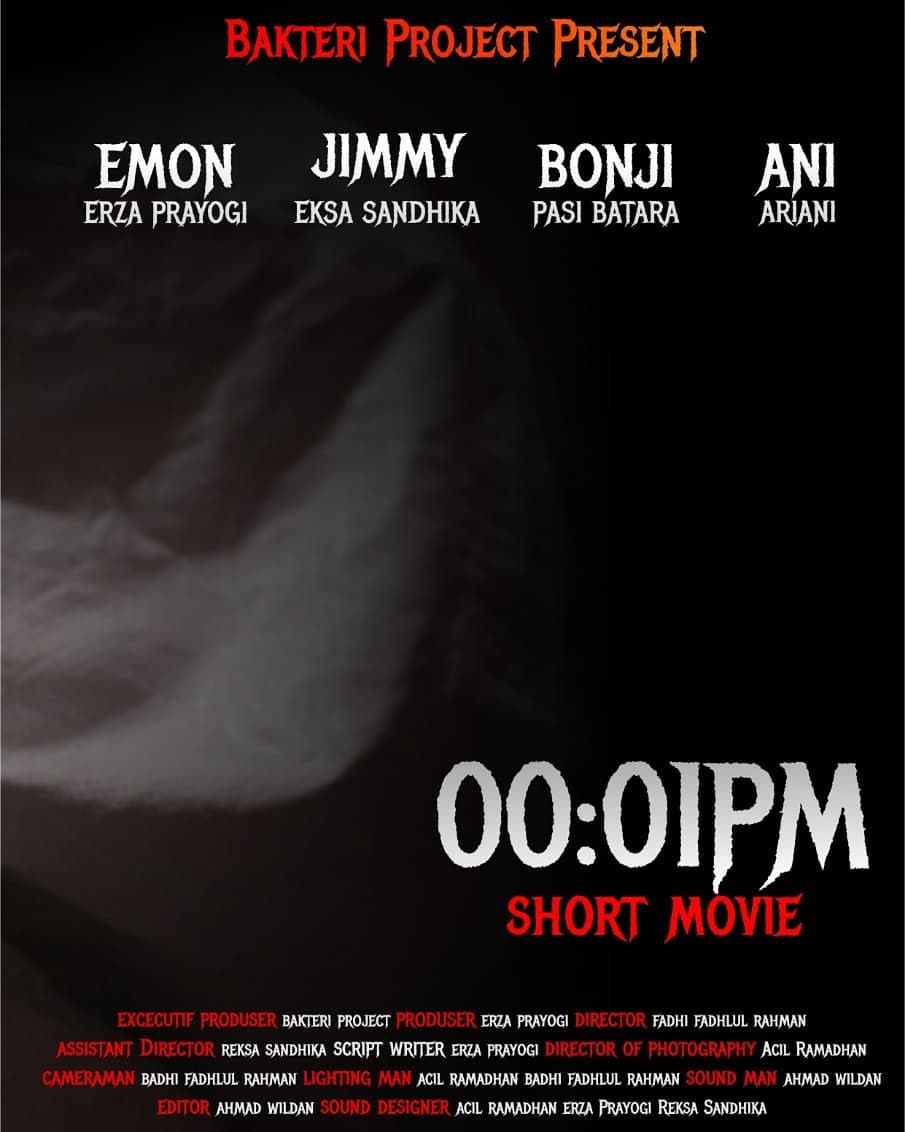 BAKTERI PROJECT PRESENT
EMON JIMMY BONJI ANI
ERZA PRAYOGI EKSA SANDHIKA PASI BATARA ARIANI
00:01PM
SHORT MOVIE
EXCECUTIF PRODUSER BAKTERI PROJECT PRODUSER ERZA PRAYOGI DIRECTOR FADHI FADHLUL RAHMAN
ASSISTANT DIRECTOR REKSA SANDHIKA SCRIPT WRITER ERZA PRAYOGI DIRECTOR OF PHOTOGRAPHY ACIL RAMADHAN
CAMERAMAN BADHI FADHLUL RAHMAN LIGHTING MAN ACIL RAMADHAN BADHI FADHLUL RAHMAN SOUND MAN AHMAD WILDAN
EDITOR AHMAD WILDAN SOUND DESIGNER ACIL RAMADHAN ERZA PRAYOGI REKSA SANDHIKA